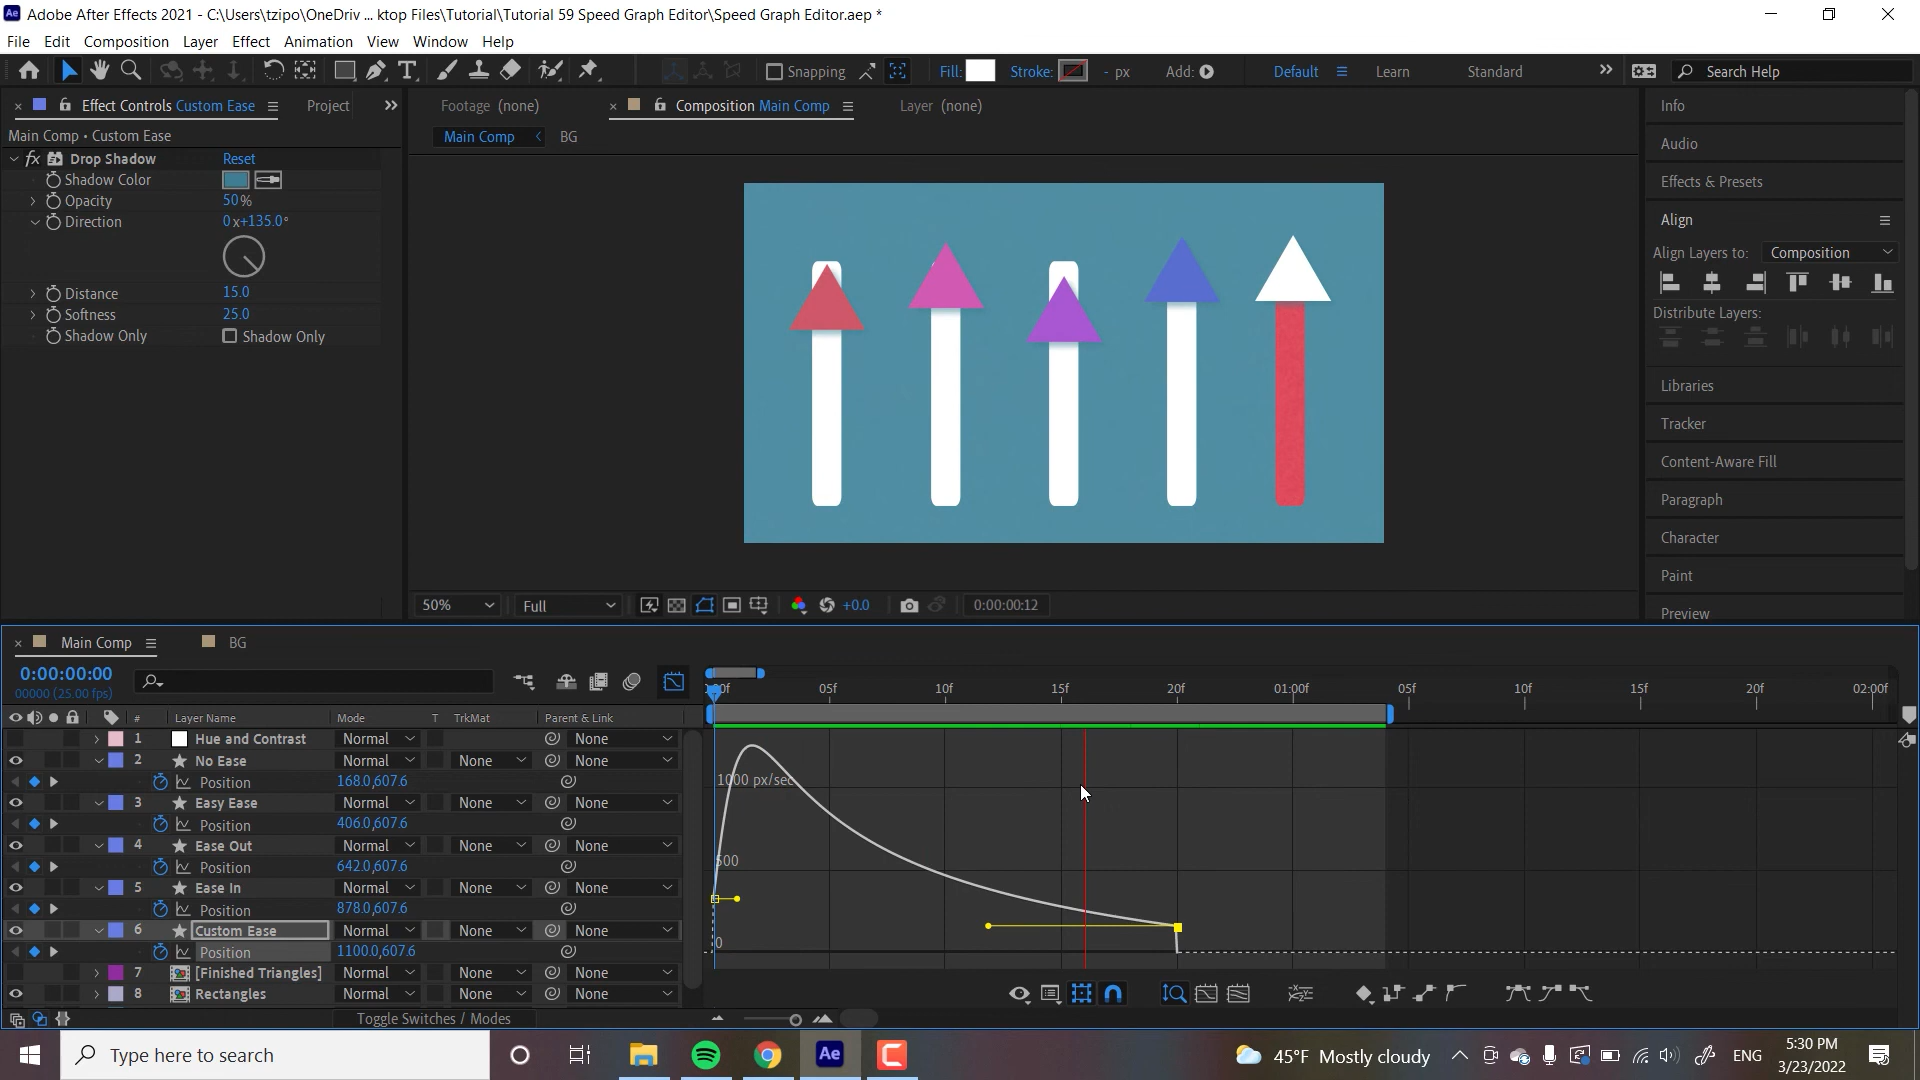 Adobe After Effects 2021 - C:\Users\tzipo\OneDriv ... ktop Files\Tutorial\Tutorial 59 Speed Graph Editor\Speed Graph Editor.aep *
File Edit Composition Layer Effect Animation View Window Help
Snapping Fill: Stroke: - px Add: Default Learn Standard Search Help
Effect Controls Custom Ease Project
Footage (none) Composition Main Comp Layer (none)
Main Comp BG
Main Comp • Custom Ease
fx Drop Shadow Reset
Shadow Color
Opacity 50%
Direction 0x+135.0°
Distance 15.0
Softness 25.0
Shadow Only Shadow Only
Info
Audio
Effects & Presets
Align
Align Layers to: Composition
Distribute Layers:
Libraries
Tracker
Content-Aware Fill
Paragraph
Character
Paint
Preview
50% Full +0.0 0:00:00:12
Main Comp BG
0:00:00:00
00000 (25.00 fps)
:00f 05f 10f 15f 20f 01:00f 05f 10f 15f 20f 02:00f
# Layer Name Mode T TrkMat Parent & Link
1 Hue and Contrast Normal None
2 No Ease Normal None None
Position 168.0,607.6
3 Easy Ease Normal None None
Position 406.0,607.6
4 Ease Out Normal None None
Position 642.0,607.6
5 Ease In Normal None None
Position 878.0,607.6
6 Custom Ease Normal None None
Position 1100.0,607.6
7 [Finished Triangles] Normal None None
8 Rectangles Normal None None
Toggle Switches / Modes
1000 px/sec
500
0
Type here to search
Ae
45°F Mostly cloudy
ENG
5:30 PM
3/23/2022